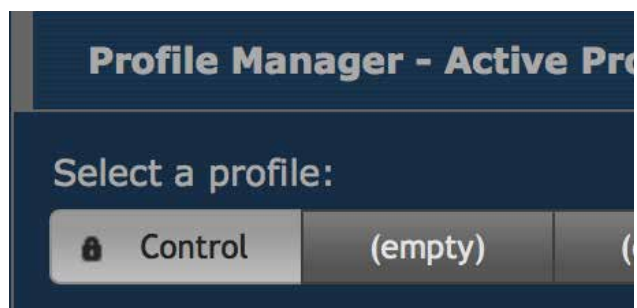 Profile Manager - Active
Select a profile:
Control (empty)